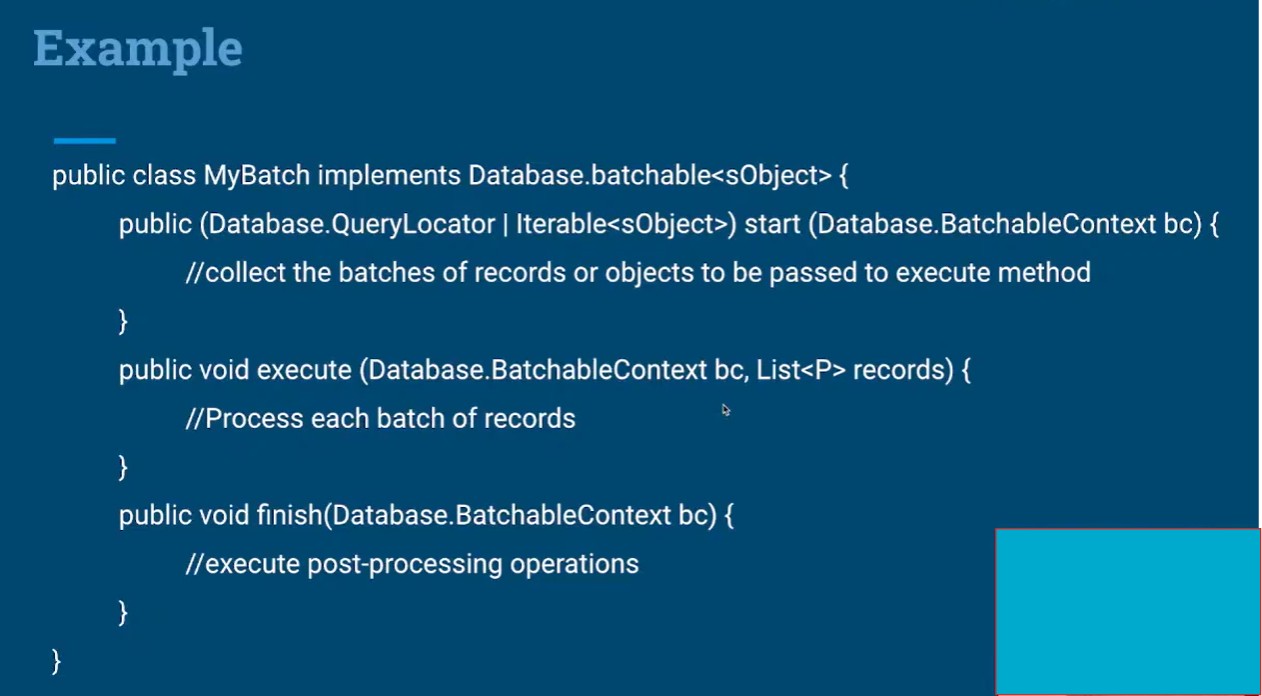 Example
public class MyBatch implements Database.batchable<sObject> {
public (Database.QueryLocator | Iterable<sObject>) start (Database.BatchableContext bc) {
//collect the batches of records or objects to be passed to execute method
}
public void execute (Database.BatchableContext bc, List<P> records) {
//Process each batch of records
}
public void finish(Database.BatchableContext bc) {
//execute post-processing operations
}
}